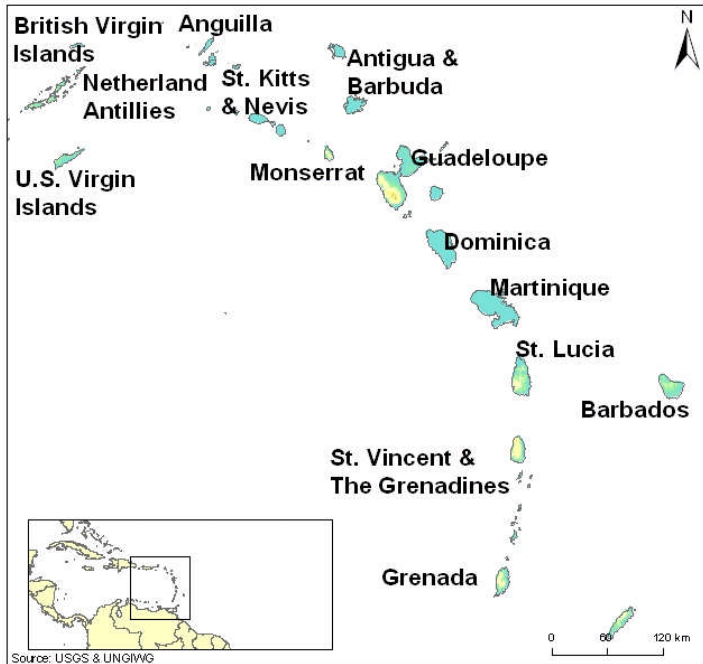 British Virgin
Islands
Anguilla
N
Netherland
Antillies
St. Kitts
& Nevis
Antigua &
Barbuda
U.S. Virgin
Islands
Monserrat
Guadeloupe
Dominica
Martinique
St. Lucia
Barbados
St. Vincent &
The Grenadines
Grenada
0 60 120 km
Source: USGS & UNGIWG